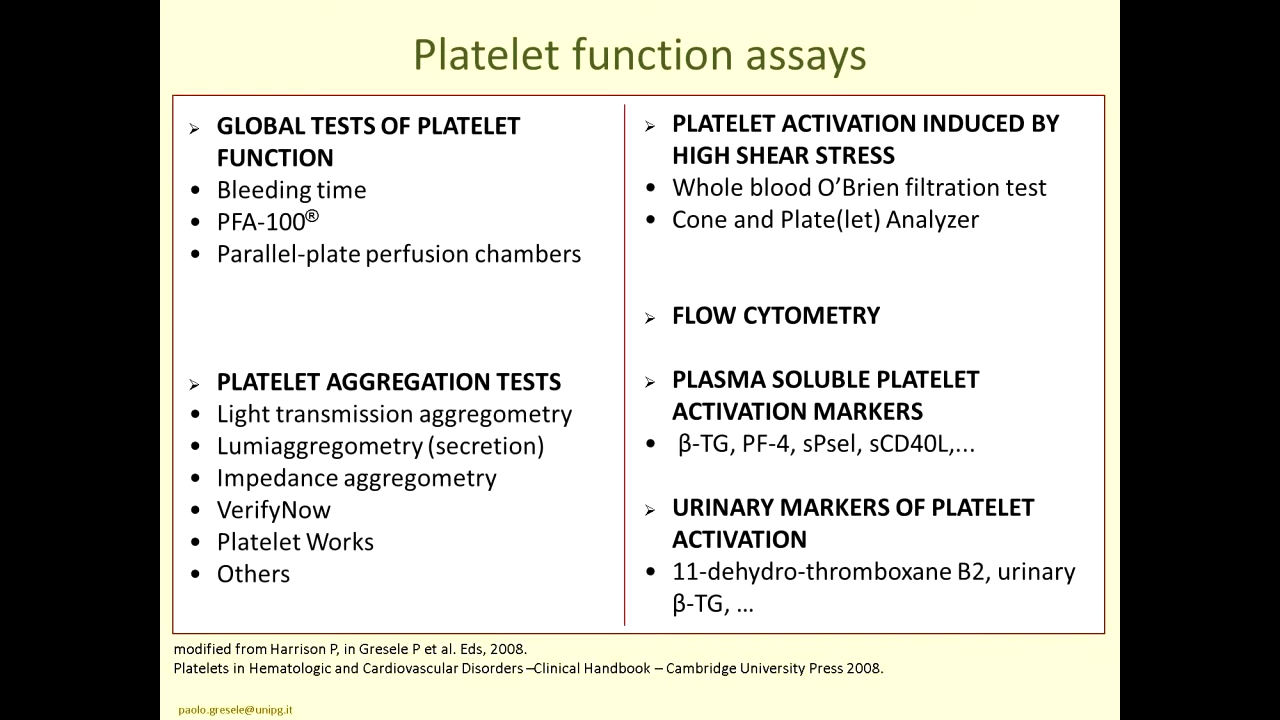 Platelet function assays
➢ GLOBAL TESTS OF PLATELET
FUNCTION
• Bleeding time
• PFA-100®
• Parallel-plate perfusion chambers
➢ PLATELET AGGREGATION TESTS
• Light transmission aggregometry
• Lumiaggregometry (secretion)
• Impedance aggregometry
• VerifyNow
• Platelet Works
• Others
➢ PLATELET ACTIVATION INDUCED BY
HIGH SHEAR STRESS
• Whole blood O’Brien filtration test
• Cone and Plate(let) Analyzer
➢ FLOW CYTOMETRY
➢ PLASMA SOLUBLE PLATELET
ACTIVATION MARKERS
• β-TG, PF-4, sPsel, sCD40L,...
➢ URINARY MARKERS OF PLATELET
ACTIVATION
• 11-dehydro-thromboxane B2, urinary
β-TG, ...
modified from Harrison P, in Gresele P et al. Eds, 2008.
Platelets in Hematologic and Cardiovascular Disorders –Clinical Handbook – Cambridge University Press 2008.
paolo.gresele@unipg.it